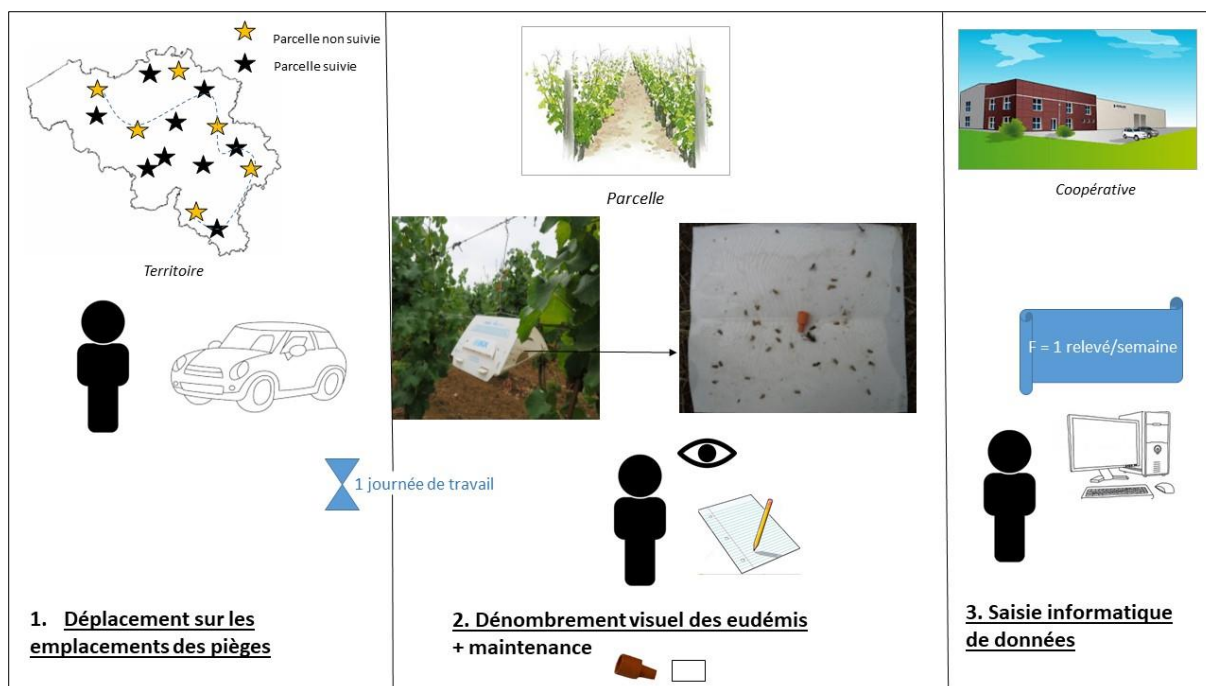 Parcelle non suivie
Parcelle suivie
Territoire
1 journée de travail
1. Déplacement sur les
emplacements des pièges
Parcelle
2. Dénombrement visuel des eudémis
+ maintenance
Coopérative
F = 1 relevé/semaine
3. Saisie informatique
de données